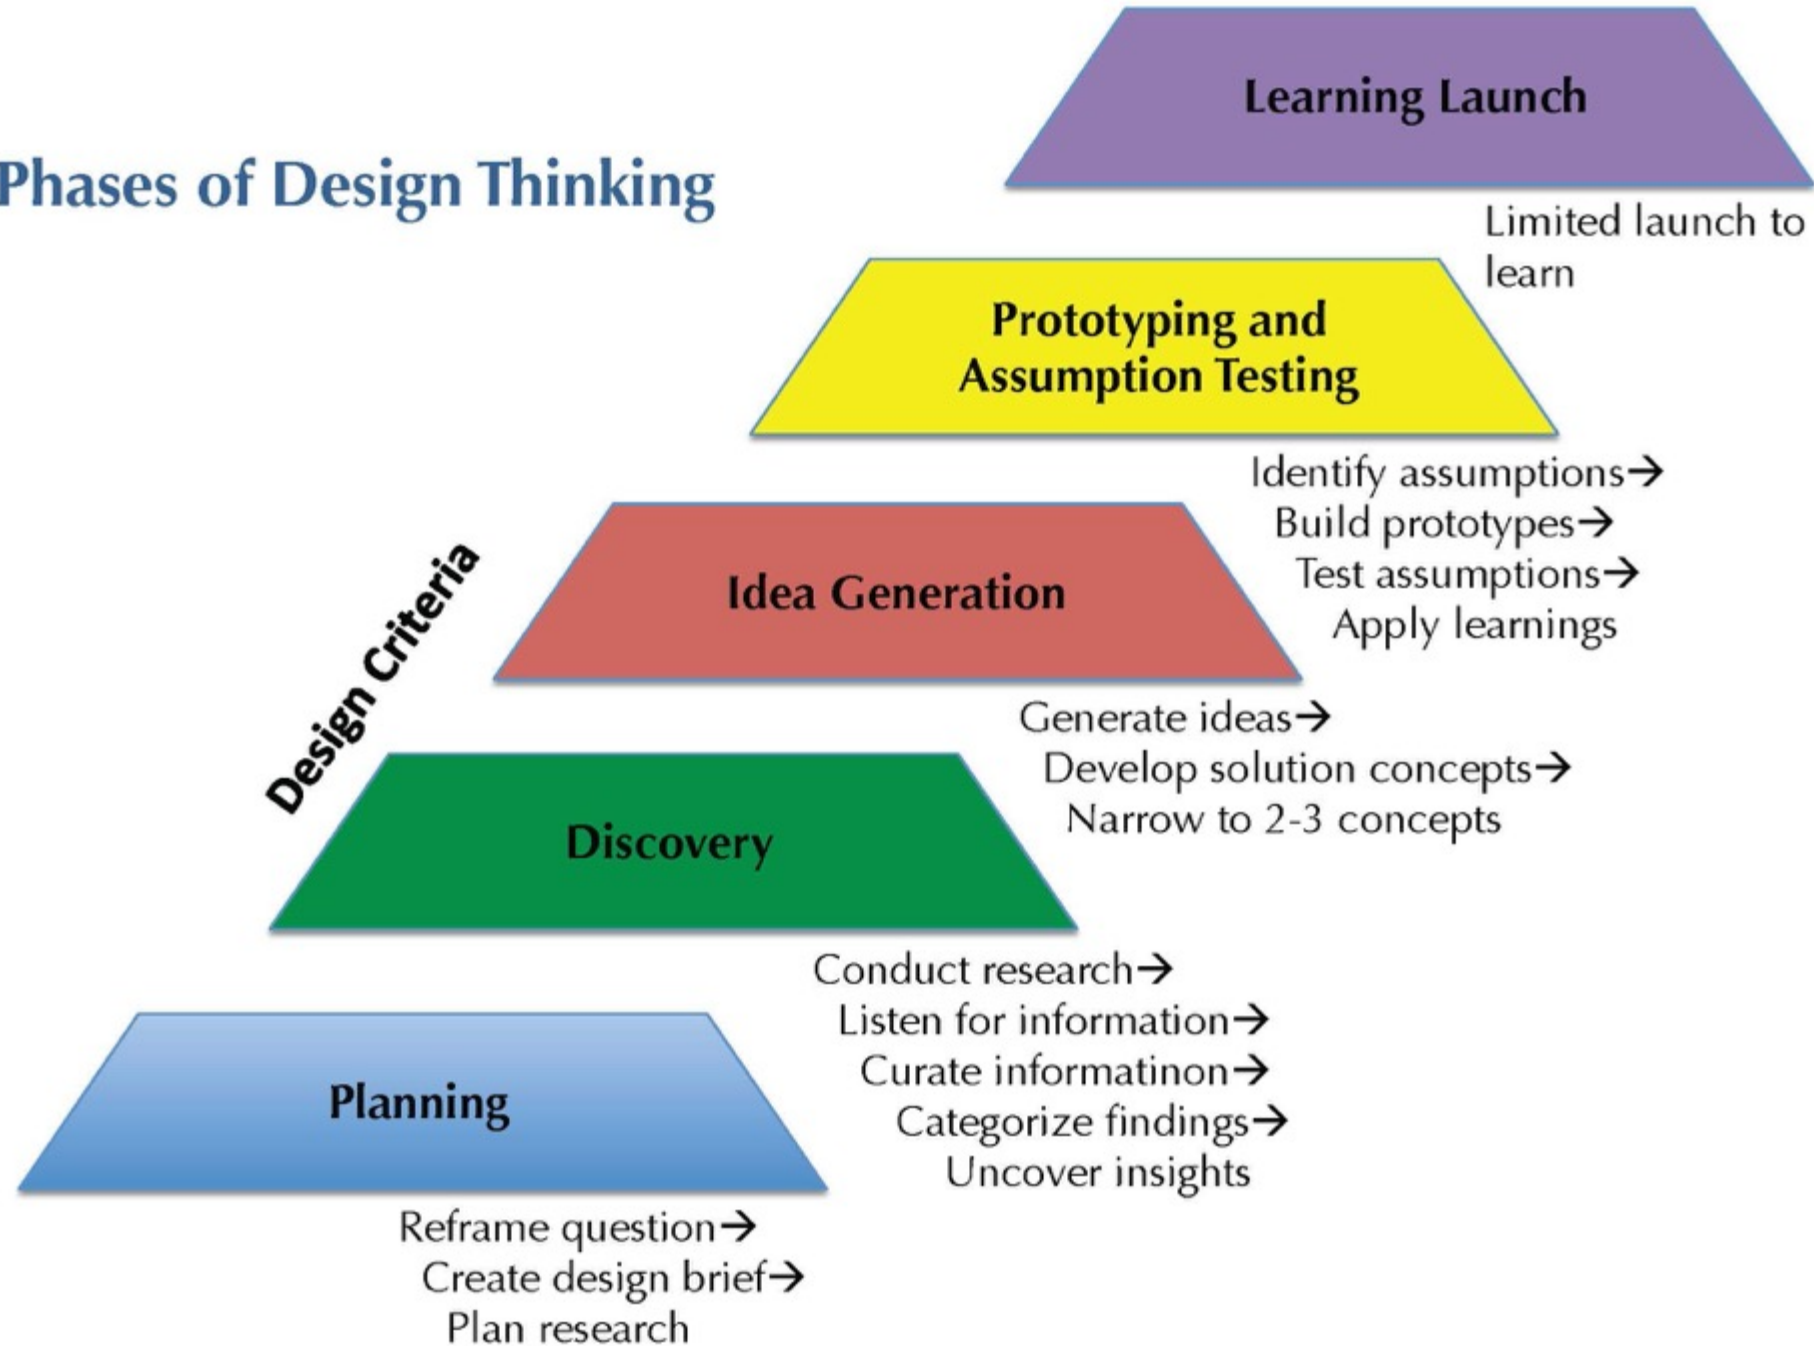 Phases of Design Thinking
Learning Launch
Limited launch to
learn
Prototyping and
Assumption Testing
Identify assumptions→
Build prototypes→
Test assumptions→
Apply learnings
Idea Generation
Generate ideas→
Develop solution concepts→
Narrow to 2-3 concepts
Design Criteria
Discovery
Conduct research→
Listen for information→
Curate informatinon→
Categorize findings→
Uncover insights
Planning
Reframe question→
Create design brief→
Plan research